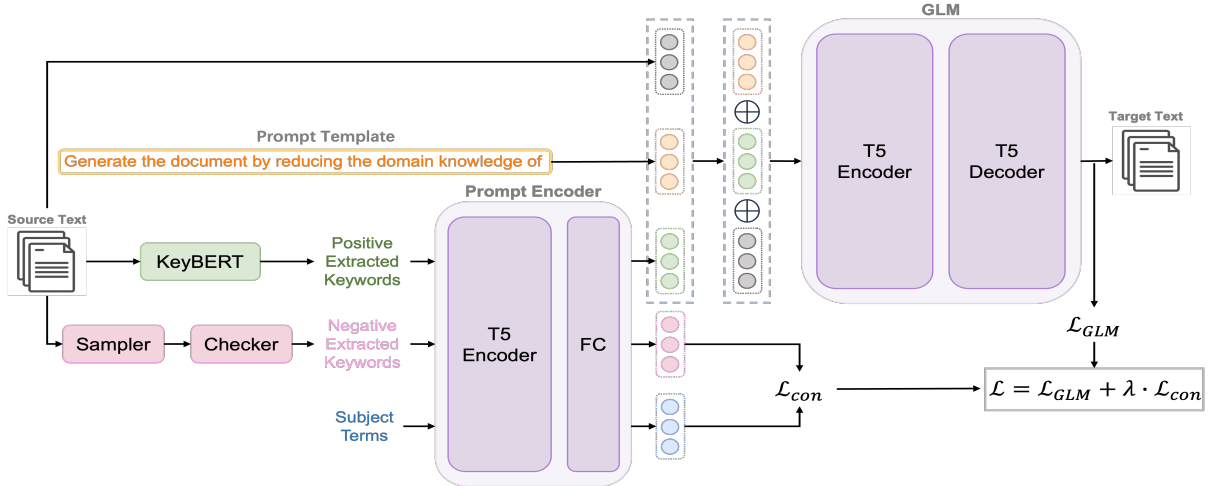 GLM
Prompt Template
Generate the document by reducing the domain knowledge of
T5
Encoder
T5
Decoder
Target Text
Prompt Encoder
Source Text
KeyBERT
Positive
Extracted
Keywords
Sampler
Checker
Negative
Extracted
Keywords
T5
Encoder
FC
Subject
Terms
ℒ_con
ℒ_GLM
ℒ = ℒ_GLM + λ · ℒ_con